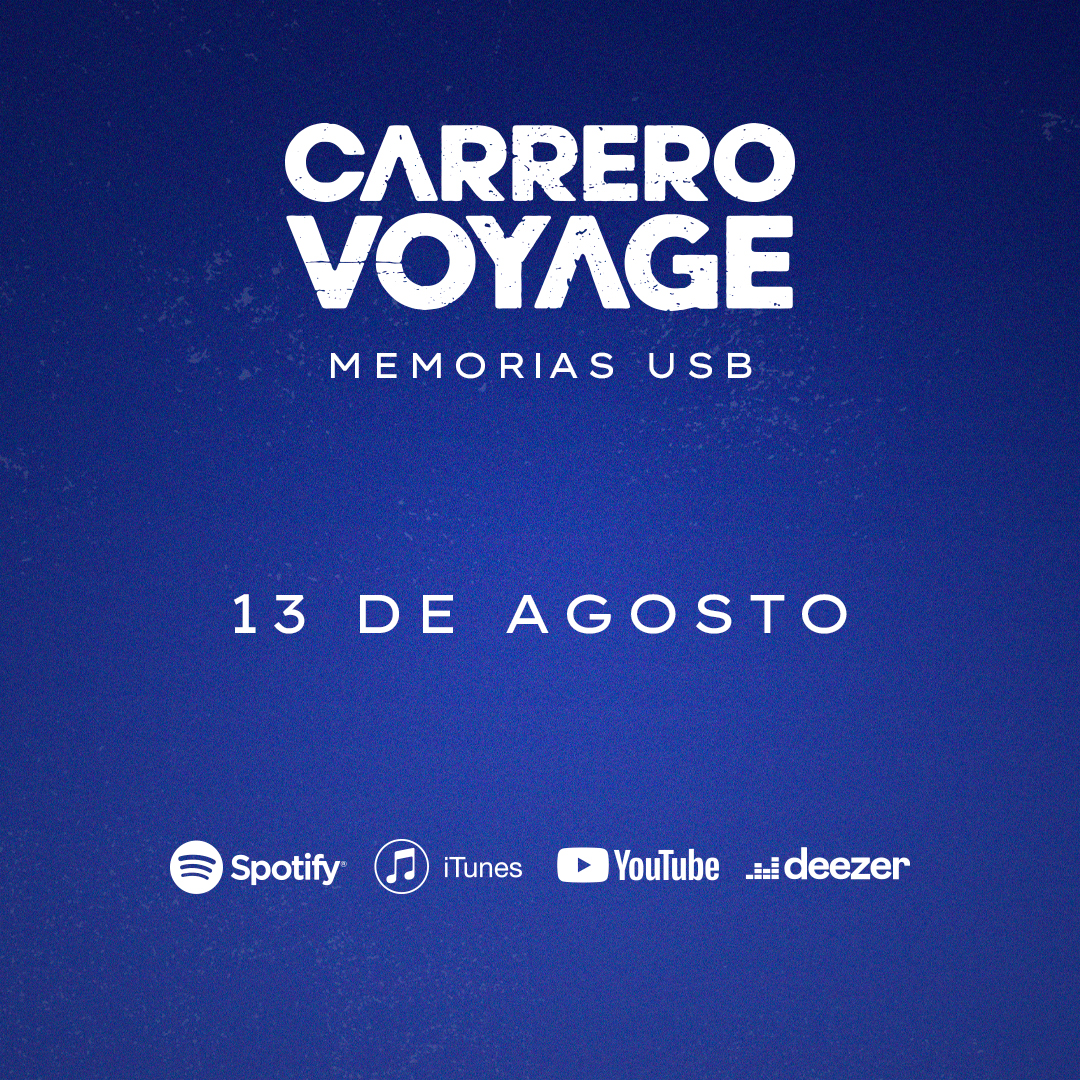 CARRERO
VOYAGE
MEMORIAS USB
13 DE AGOSTO
Spotify® iTunes YouTube deezer